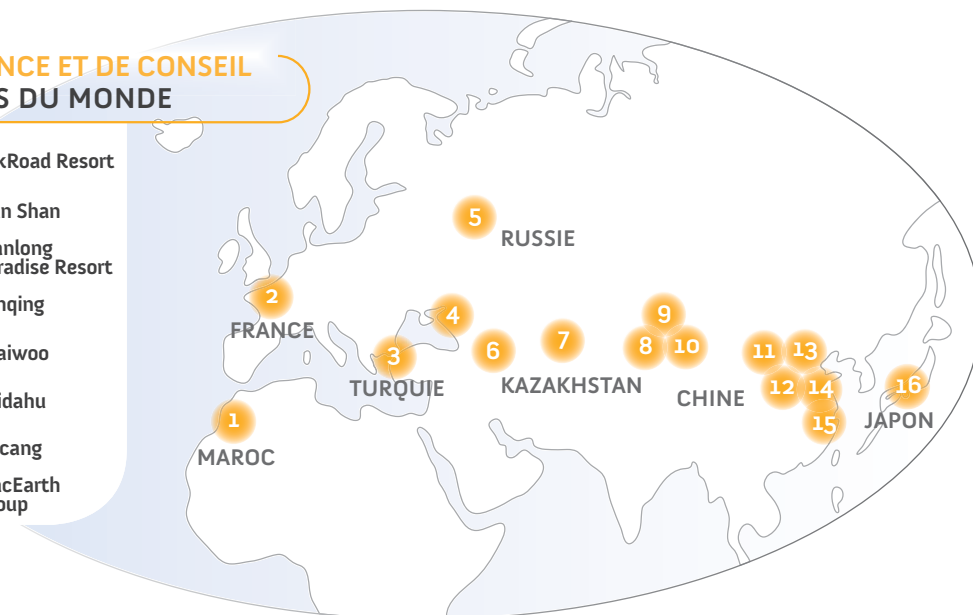 NCE ET DE CONSEIL
S DU MONDE
kRoad Resort
n Shan
anlong
radise Resort
nqing
aiwoo
idahu
cang
acEarth
oup
5
RUSSIE
2
FRANCE
4
9
3
TURQUIE
6
7
KAZAKHSTAN
8
10
CHINE
11
13
12
14
15
16
JAPON
1
MAROC